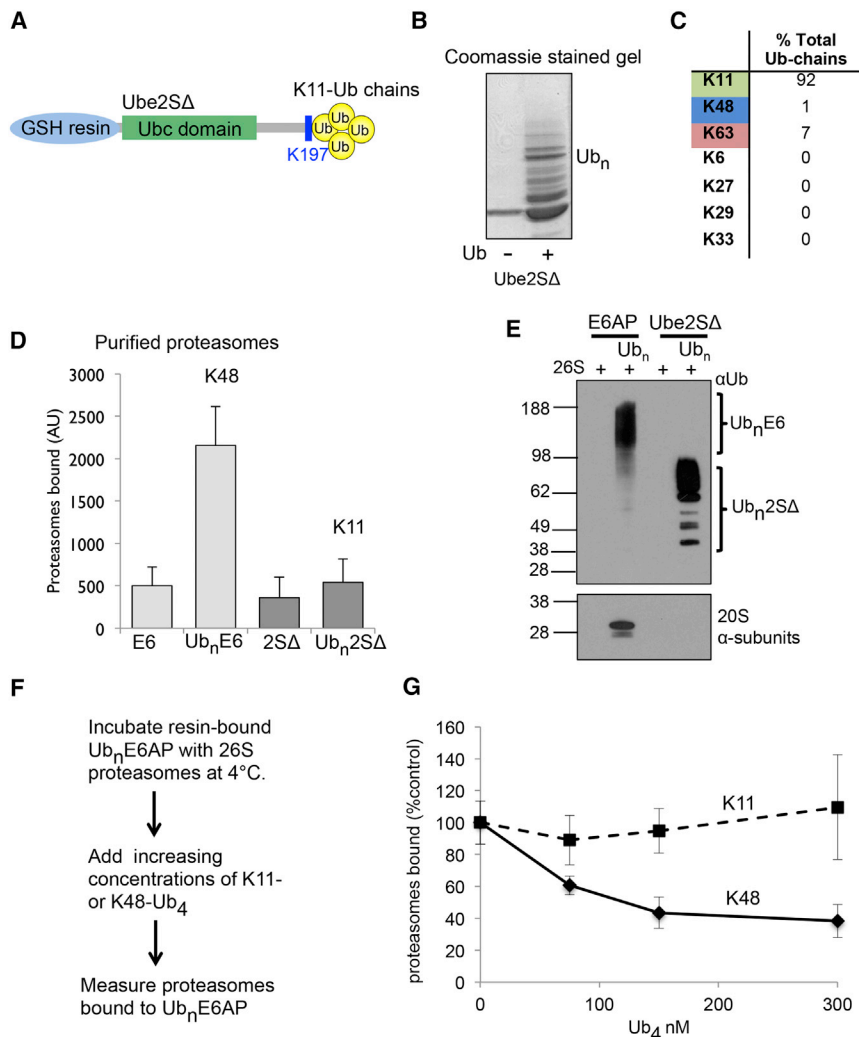 A
Ube2SΔ
K11-Ub chains
GSH resin
Ubc domain
Ub
Ub
Ub
Ub
K197
B
Coomassie stained gel
Ubn
Ub - +
Ube2SΔ
C
% Total
Ub-chains
K11 92
K48 1
K63 7
K6 0
K27 0
K29 0
K33 0
D
Purified proteasomes
Proteasomes bound (AU)
3000
2500
2000
1500
1000
500
0
K48
K11
E6 UbnE6 2SΔ Ubn2SΔ
E
E6AP Ube2SΔ
Ubn Ubn
26S + + + +
αUb
188
98
62
49
38
28
UbnE6
Ubn2SΔ
38
28
20S
α-subunits
F
Incubate resin-bound
UbnE6AP with 26S
proteasomes at 4°C.
Add increasing
concentrations of K11-
or K48-Ub4
Measure proteasomes
bound to UbnE6AP
G
proteasomes bound (%control)
160
140
120
100
80
60
40
20
0
K11
K48
0 100 200 300
Ub4 nM